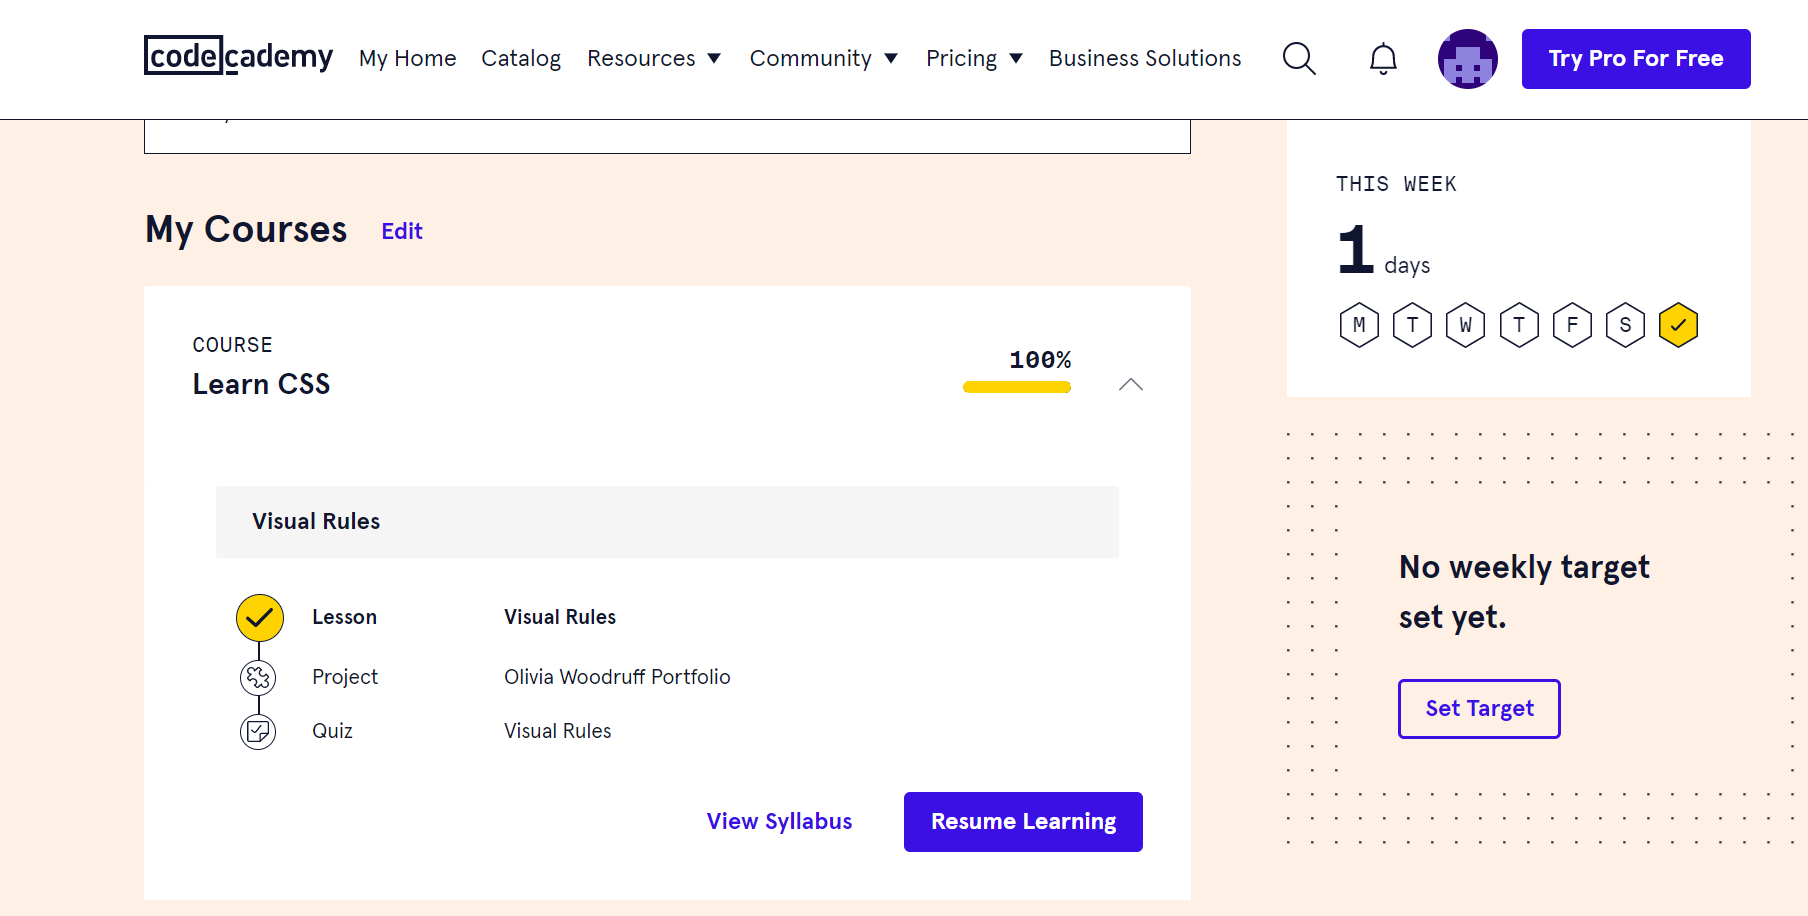 codecademy My Home Catalog Resources Community Pricing Business Solutions Try Pro For Free
My Courses Edit
COURSE
Learn CSS
100%
Visual Rules
Lesson Visual Rules
Project Olivia Woodruff Portfolio
Quiz Visual Rules
View Syllabus Resume Learning
THIS WEEK
1 days
M T W T F S
No weekly target
set yet.
Set Target